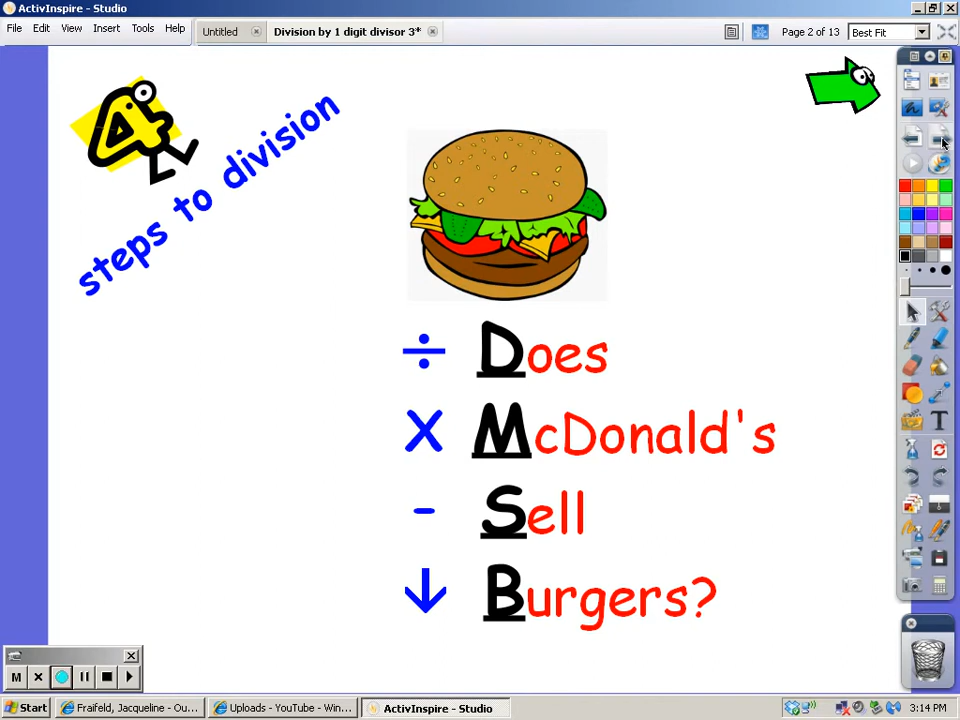 ActivInspire - Studio
File Edit View Insert Tools Help
Untitled
Division by 1 digit divisor 3*
Page 2 of 13
Best Fit
4
steps to division
÷ Does
x McDonald's
- Sell
↓ Burgers?
M
Start
Fraifeld, Jacqueline - Ou...
Uploads - YouTube - Win...
ActivInspire - Studio
3:14 PM